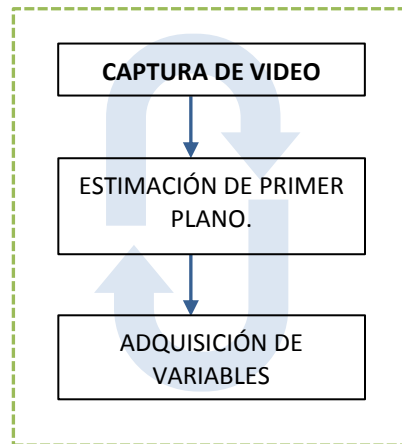 CAPTURA DE VIDEO
ESTIMACIÓN DE PRIMER
PLANO.
ADQUISICIÓN DE
VARIABLES